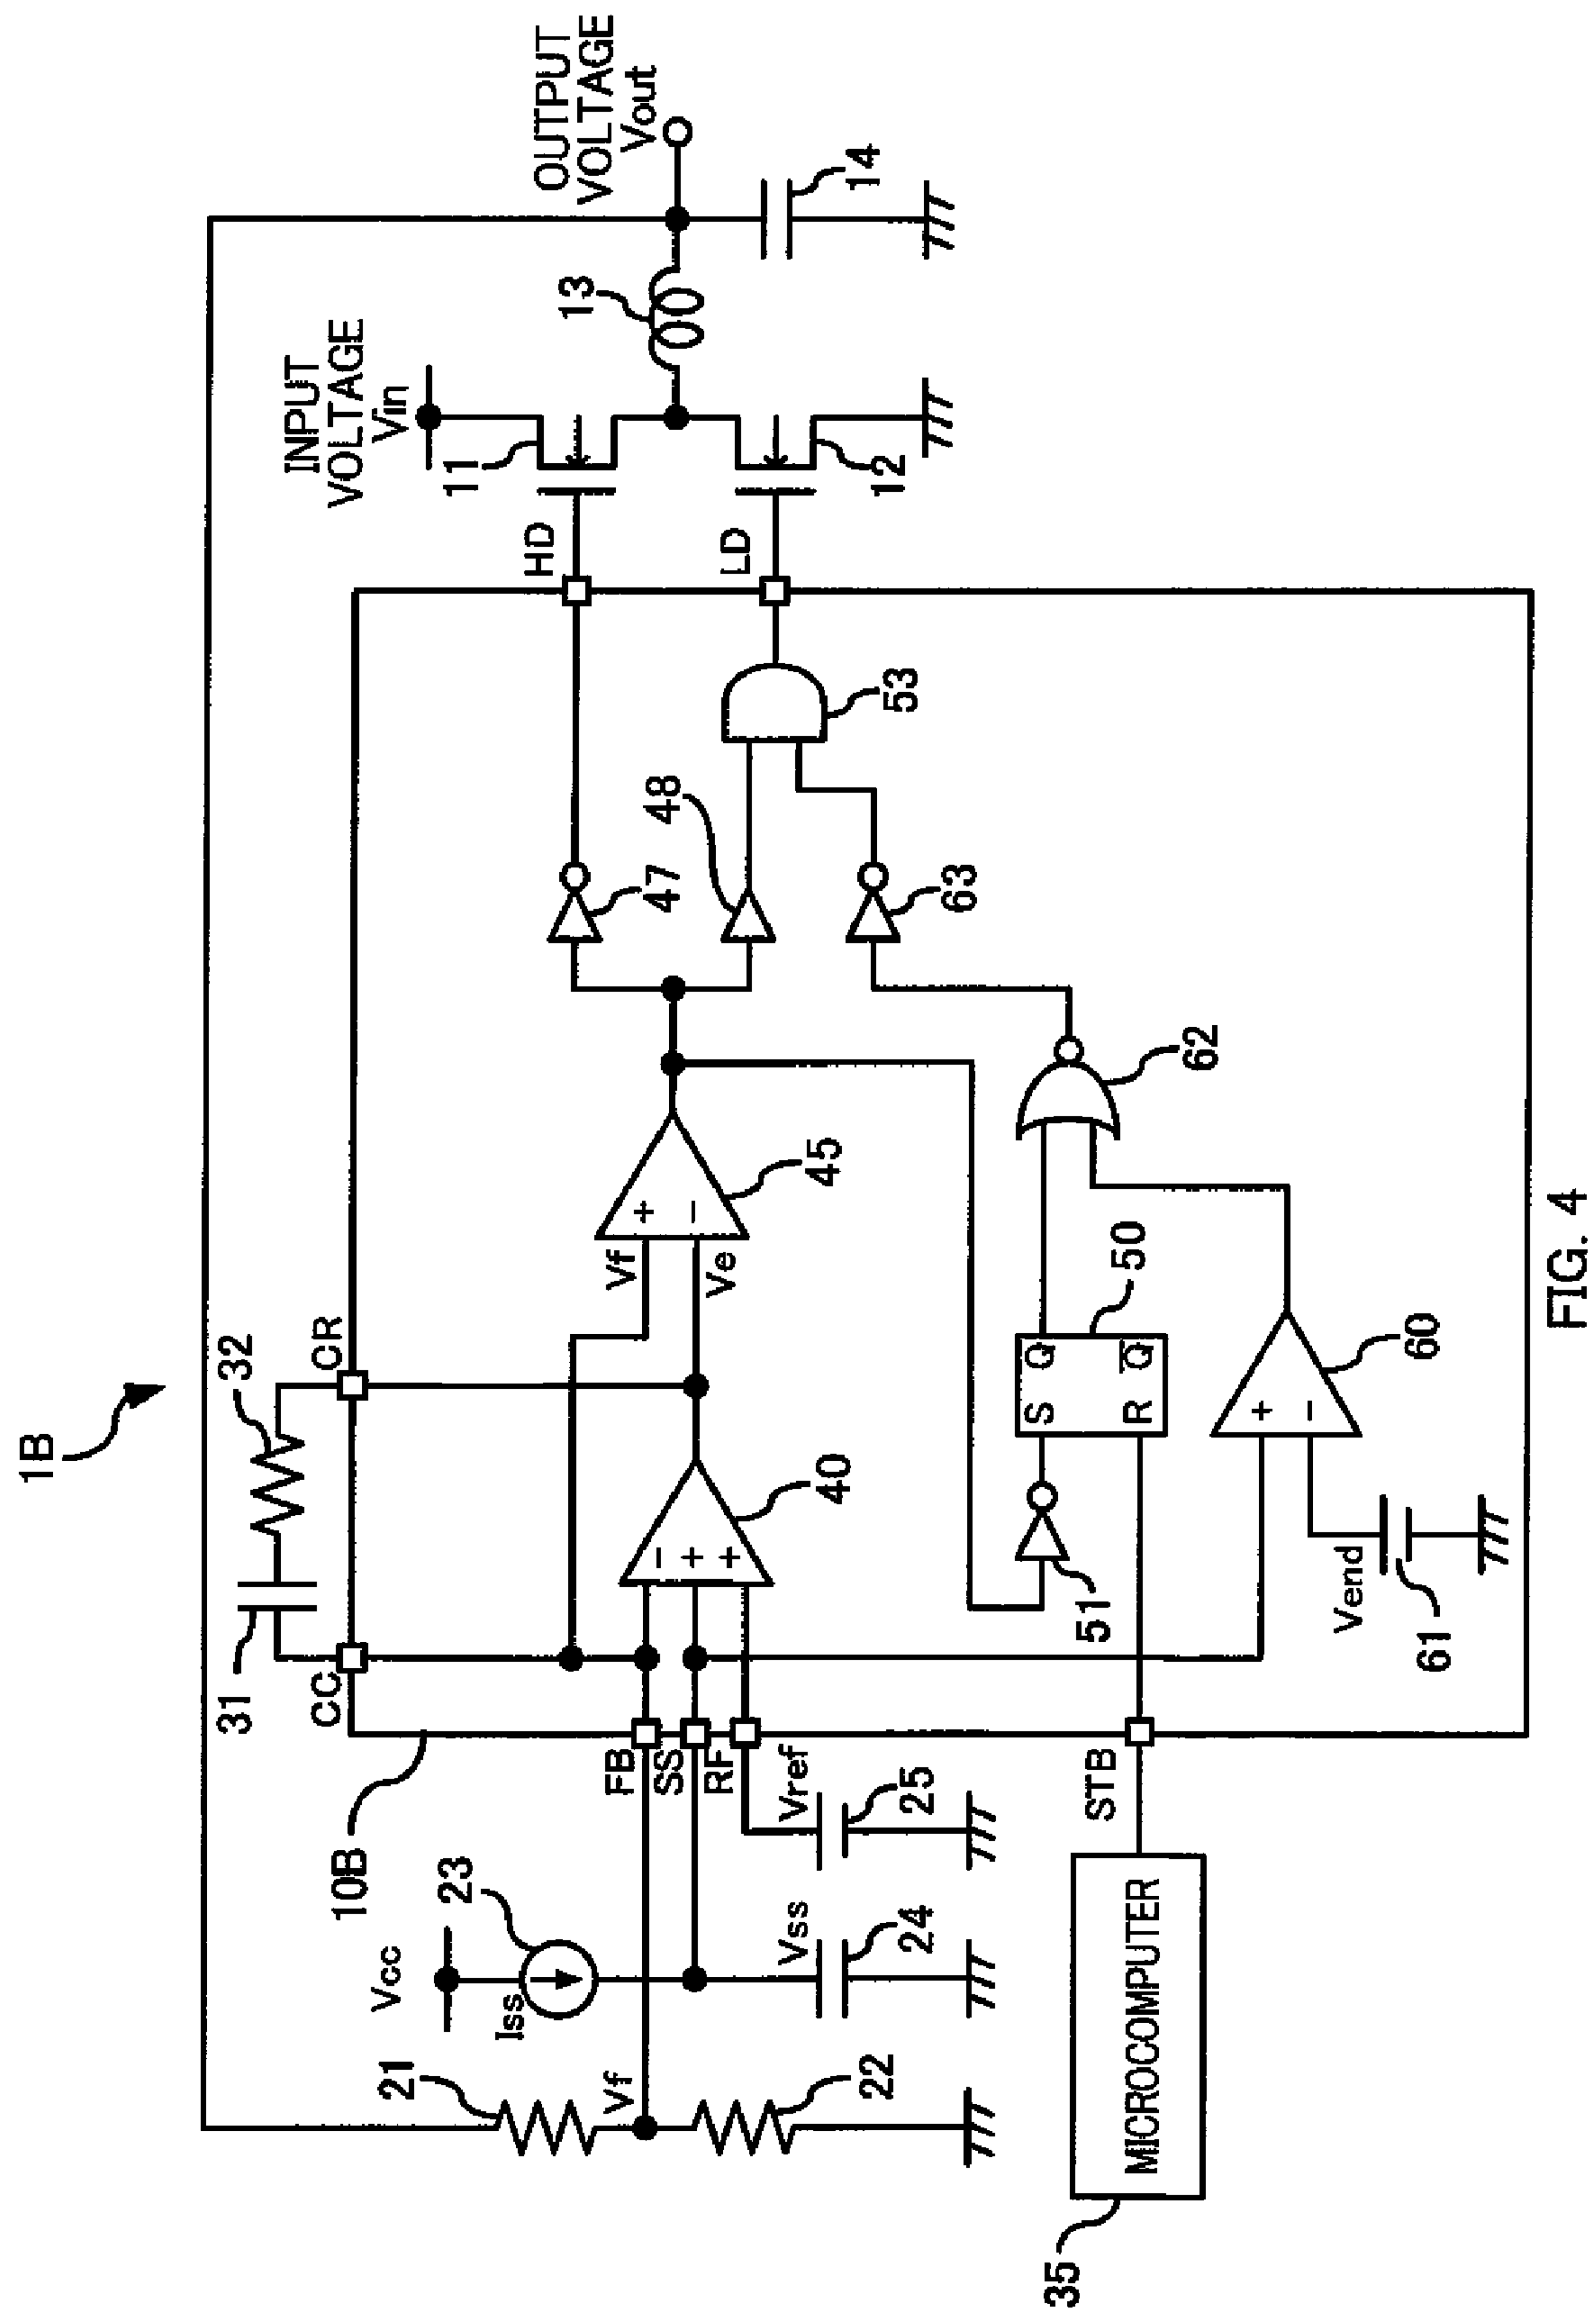 1B
INPUT
VOLTAGE
Vin
OUTPUT
VOLTAGE
Vout
31
32
CC
CR
10B
HD
11
13
14
LD
12
Vcc
23
Iss
21
Vf
22
FB
SS
RF
Vss
24
Vref
25
-
+
+
40
Vf
Ve
+
-
45
47
48
53
63
51
S
Q
R
Q̅
50
62
+
-
60
Vend
61
STB
MICROCOMPUTER
35
FIG. 4